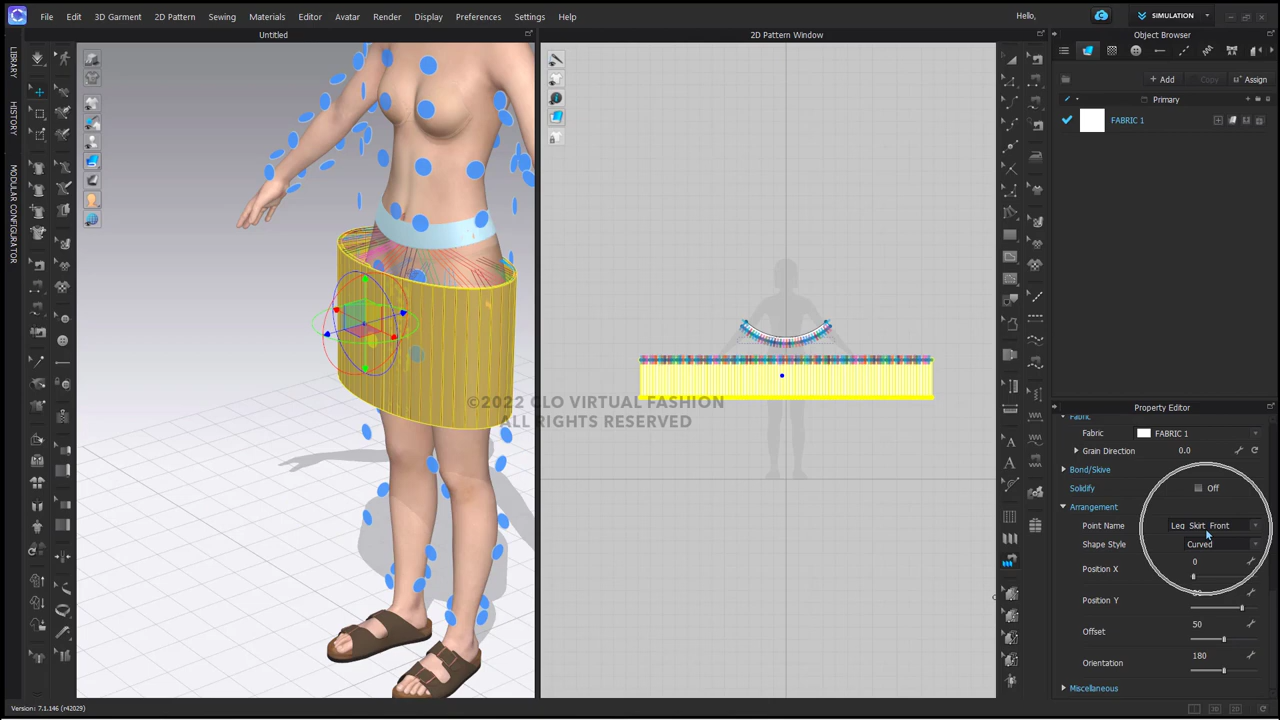 File Edit 3D Garment 2D Pattern Sewing Materials Editor Avatar Render Display Preferences Settings Help
Hello,
SIMULATION
Untitled
2D Pattern Window
Object Browser
LIBRARY
HISTORY
MODULAR CONFIGURATOR
Add
Copy
Assign
Primary
FABRIC 1
©2022 CLO VIRTUAL FASHION
ALL RIGHTS RESERVED
Property Editor
Fabric
Fabric FABRIC 1
Grain Direction 0.0
Bond/Skive
Solidify Off
Arrangement
Point Name Leg_Skirt_Front
Shape Style Curved
Position X 0
Position Y
Offset 50
Orientation 180
Miscellaneous
Version: 7.1.146 (r42029)
3D
2D